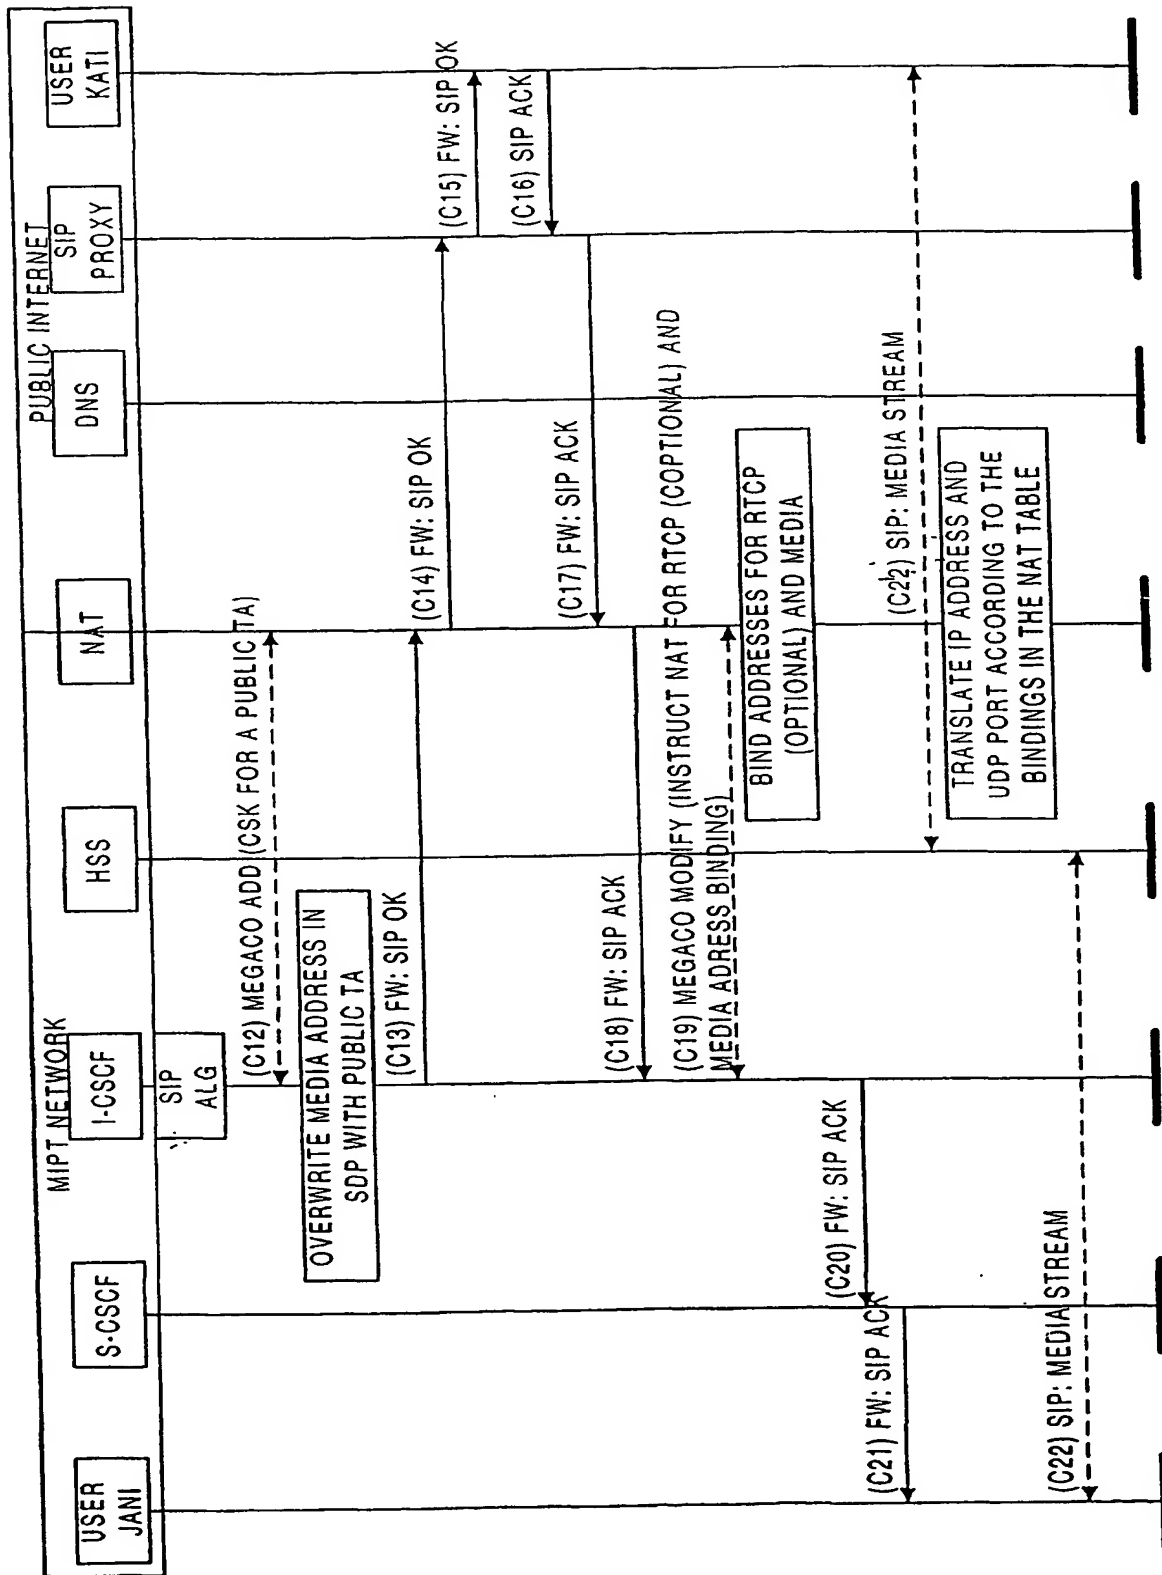 MIPT NETWORK
PUBLIC INTERNET
USER
JANI
S-CSCF
I-CSCF
SIP
ALG
HSS
NAT
DNS
SIP
PROXY
USER
KATI
(C12) MEGACO ADD (CSK FOR A PUBLIC TA)
OVERWRITE MEDIA ADDRESS IN
SDP WITH PUBLIC TA
(C13) FW: SIP OK
(C14) FW: SIP OK
(C15) FW: SIP OK
(C16) SIP ACK
(C17) FW: SIP ACK
(C18) FW: SIP ACK
(C19) MEGACO MODIFY (INSTRUCT NAT FOR RTCP (COPTIONAL) AND
MEDIA ADRESS BINDING)
BIND ADDRESSES FOR RTCP
(OPTIONAL) AND MEDIA
(C20) FW: SIP ACK
(C21) FW: SIP ACK
(C22) SIP: MEDIA STREAM
TRANSLATE IP ADDRESS AND
UDP PORT ACCORDING TO THE
BINDINGS IN THE NAT TABLE
(C22) SIP: MEDIA STREAM